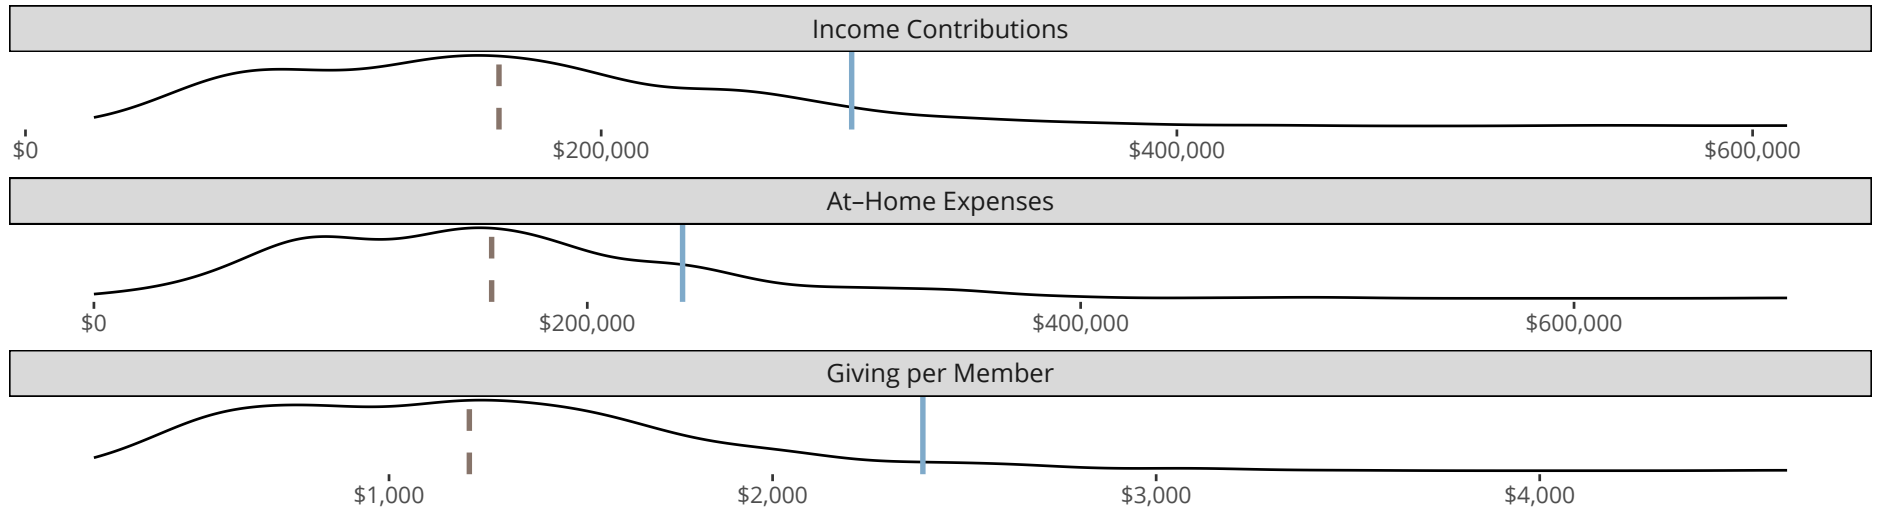 Income Contributions
$0 $200,000 $400,000 $600,000
At–Home Expenses
$0 $200,000 $400,000 $600,000
Giving per Member
$1,000 $2,000 $3,000 $4,000